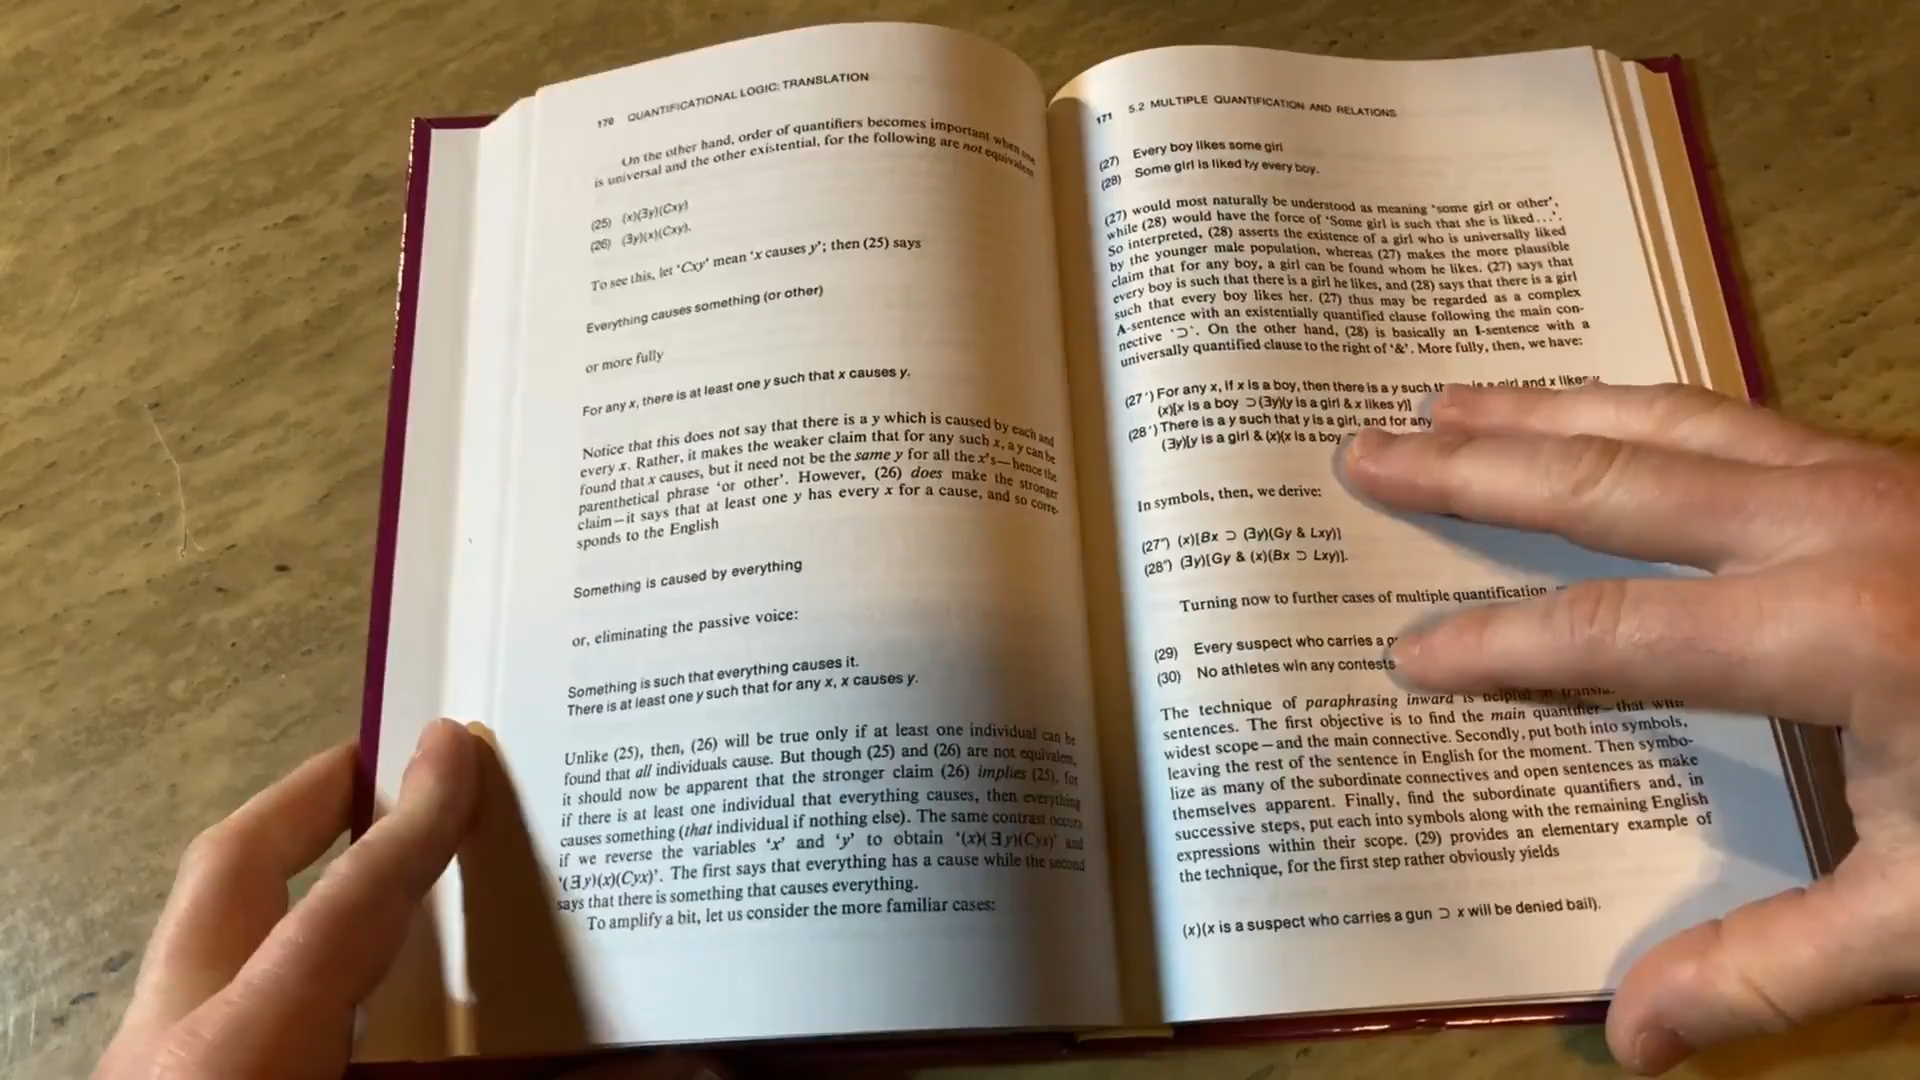 170 QUANTIFICATIONAL LOGIC: TRANSLATION
On the other hand, order of quantifiers becomes important when one
is universal and the other existential, for the following are not equivalent
(25) (x)(∃y)(Cxy)
(26) (∃y)(x)(Cxy).
To see this, let ‘Cxy’ mean ‘x causes y’; then (25) says
Everything causes something (or other)
or more fully
For any x, there is at least one y such that x causes y.
Notice that this does not say that there is a y which is caused by each and
every x. Rather, it makes the weaker claim that for any such x, a y can be
found that x causes, but it need not be the same y for all the x’s—hence the
parenthetical phrase ‘or other’. However, (26) does make the stronger
claim—it says that at least one y has every x for a cause, and so corre-
sponds to the English
Something is caused by everything
or, eliminating the passive voice:
Something is such that everything causes it.
There is at least one y such that for any x, x causes y.
Unlike (25), then, (26) will be true only if at least one individual can be
found that all individuals cause. But though (25) and (26) are not equivalent,
it should now be apparent that the stronger claim (26) implies (25), for
if there is at least one individual that everything causes, then everything
causes something (that individual if nothing else). The same contrast occurs
if we reverse the variables ‘x’ and ‘y’ to obtain ‘(x)(∃y)(Cyx)’ and
‘(∃y)(x)(Cyx)’. The first says that everything has a cause while the second
says that there is something that causes everything.
To amplify a bit, let us consider the more familiar cases:
171 5.2 MULTIPLE QUANTIFICATION AND RELATIONS
(27) Every boy likes some girl
(28) Some girl is liked by every boy.
(27) would most naturally be understood as meaning ‘some girl or other’,
while (28) would have the force of ‘Some girl is such that she is liked...’.
So interpreted, (28) asserts the existence of a girl who is universally liked
by the younger male population, whereas (27) makes the more plausible
claim that for any boy, a girl can be found whom he likes. (27) says that
every boy is such that there is a girl he likes, and (28) says that there is a girl
such that every boy likes her. (27) thus may be regarded as a complex
A-sentence with an existentially quantified clause following the main con-
nective ‘⊃’. On the other hand, (28) is basically an I-sentence with a
universally quantified clause to the right of ‘&’. More fully, then, we have:
(27′) For any x, if x is a boy, then there is a y such girl and x likes y
(x)[x is a boy ⊃ (∃y)(y is a girl & x likes y)]
(28′) There is a y such that y is a girl, and for any
(∃y)[y is a girl & (x)(x is a boy
In symbols, then, we derive:
(27″) (x)[Bx ⊃ (∃y)(Gy & Lxy)]
(28″) (∃y)[Gy & (x)(Bx ⊃ Lxy)].
Turning now to further cases of multiple quantification
(29) Every suspect who carries a
(30) No athletes win any contests
The technique of paraphrasing inward is helpful in
sentences. The first objective is to find the main quantifier—that with
widest scope—and the main connective. Secondly, put both into symbols,
leaving the rest of the sentence in English for the moment. Then symbo-
lize as many of the subordinate connectives and open sentences as make
themselves apparent. Finally, find the subordinate quantifiers and, in
successive steps, put each into symbols along with the remaining English
expressions within their scope. (29) provides an elementary example of
the technique, for the first step rather obviously yields
(x)(x is a suspect who carries a gun ⊃ x will be denied bail).